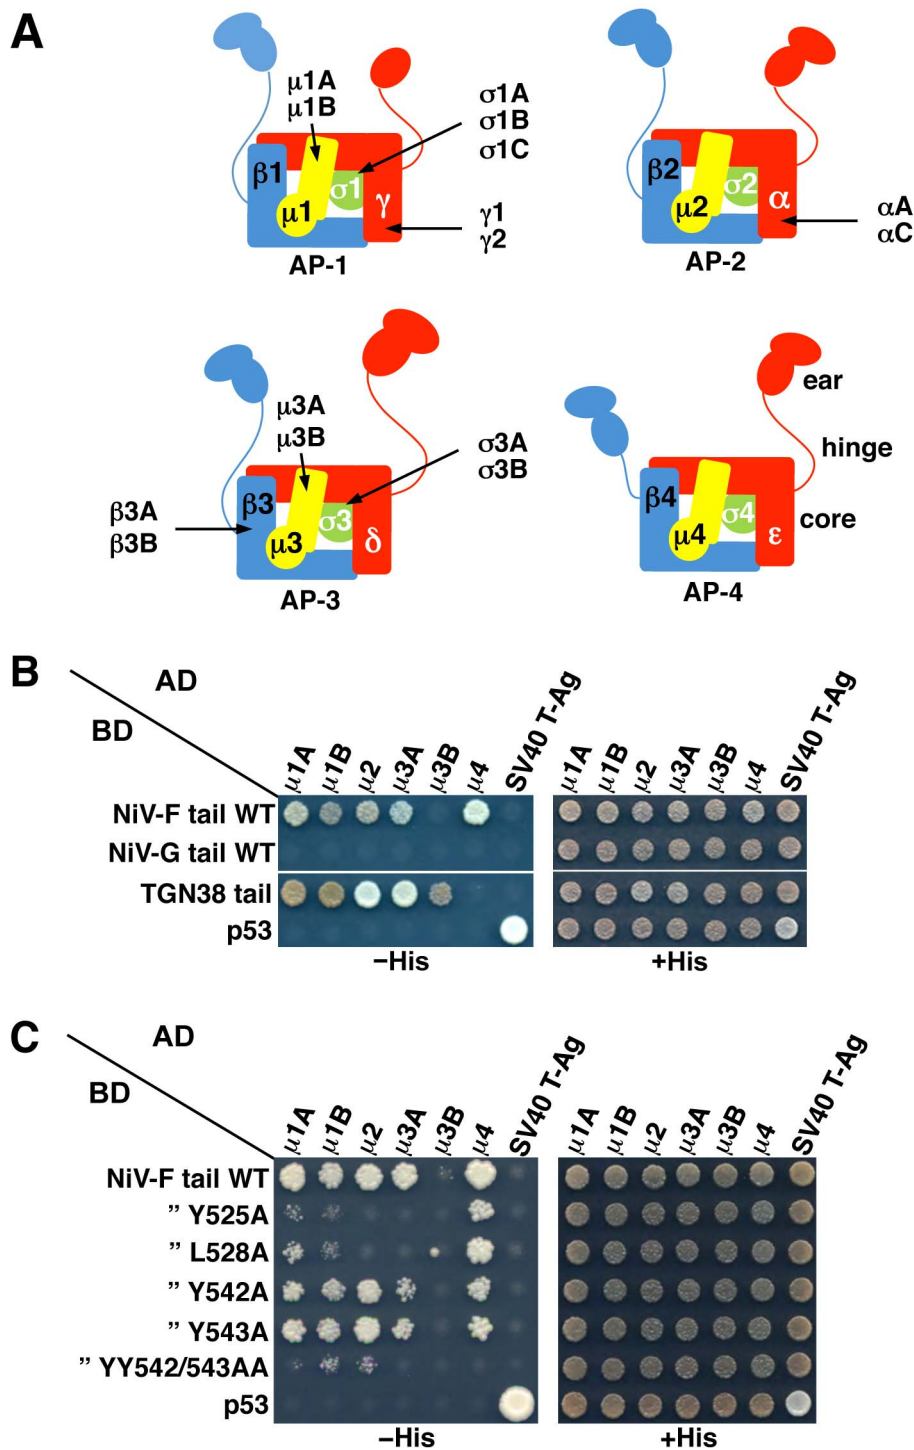 A
μ1A
μ1B
σ1A
σ1B
σ1C
β1
σ1
μ1
γ
γ1
γ2
AP-1
β2
σ2
μ2
α
αA
αC
AP-2
μ3A
μ3B
σ3A
σ3B
β3A
β3B
β3
σ3
μ3
δ
AP-3
ear
hinge
core
β4
σ4
μ4
ε
AP-4
B
AD
BD
μ1A μ1B μ2 μ3A μ3B μ4 SV40 T-Ag
μ1A μ1B μ2 μ3A μ3B μ4 SV40 T-Ag
NiV-F tail WT
NiV-G tail WT
TGN38 tail
p53
–His
+His
C
AD
BD
μ1A μ1B μ2 μ3A μ3B μ4 SV40 T-Ag
μ1A μ1B μ2 μ3A μ3B μ4 SV40 T-Ag
NiV-F tail WT
” Y525A
” L528A
” Y542A
” Y543A
” YY542/543AA
p53
–His
+His